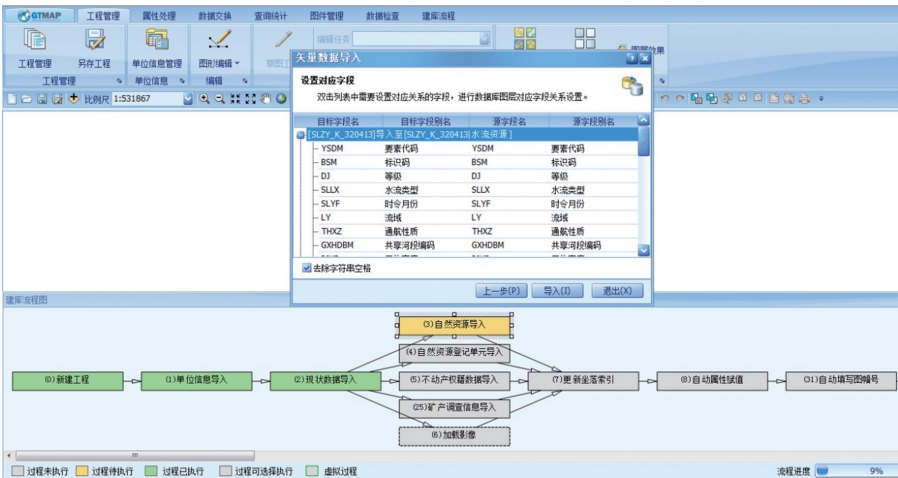 GTMAP 工程管理 属性处理 数据交换 查询统计 图件管理 数据检查 建库流程
编辑任务
工程管理 另存工程 单位信息管理 图形编辑
工程管理 单位信息 编辑
比例尺 1:531867
矢量数据导入
设置对应字段
双击列表中需要设置对应关系的字段，进行数据库图层对应字段关系设置。
目标字段名 目标字段别名 源字段名 源字段别名
[SLZY_K_320413]导入至[SLZY_K_320413(水流资源]
YSDM 要素代码 YSDM 要素代码
BSM 标识码 BSM 标识码
DJ 等级 DJ 等级
SLLX 水流类型 SLLX 水流类型
SLYF 时令月份 SLYF 时令月份
LY 流域 LY 流域
THXZ 通航性质 THXZ 通航性质
GXHDBM 共享河段编码 GXHDBM 共享河段编码
去除字符串空格
上一步(P) 导入(I) 退出(X)
建库流程图
(3)自然资源导入
(4)自然资源登记单元导入
(0)新建工程 (1)单位信息导入 (2)现状数据导入 (5)不动产权籍数据导入 (7)更新坐落索引 (8)自动属性赋值 (31)自动填写图幅号
(25)矿产调查信息导入
(6)加载影像
过程未执行 过程待执行 过程已执行 过程可选择执行 虚拟过程 流程进度 9%